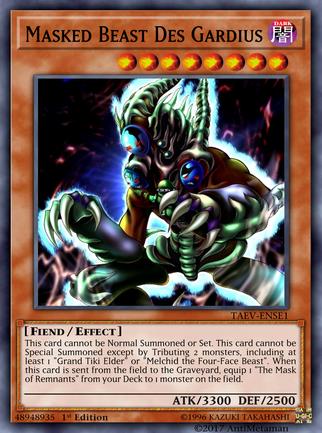 MASKED BEAST DES GARDIUS
DARK
闇
TAEV-ENSE1
[FIEND / EFFECT]
This card cannot be Normal Summoned or Set. This card cannot be
Special Summoned except by Tributing 2 monsters, including at
least 1 "Grand Tiki Elder" or "Melchid the Four-Face Beast". When
this card is sent from the field to the Graveyard, equip 1 "The Mask
of Remnants" from your Deck to 1 monster on the field.
ATK/3300 DEF/2500
48948935 1st Edition ©1996 KAZUKI TAKAHASHI
©2017 AntiMetaman